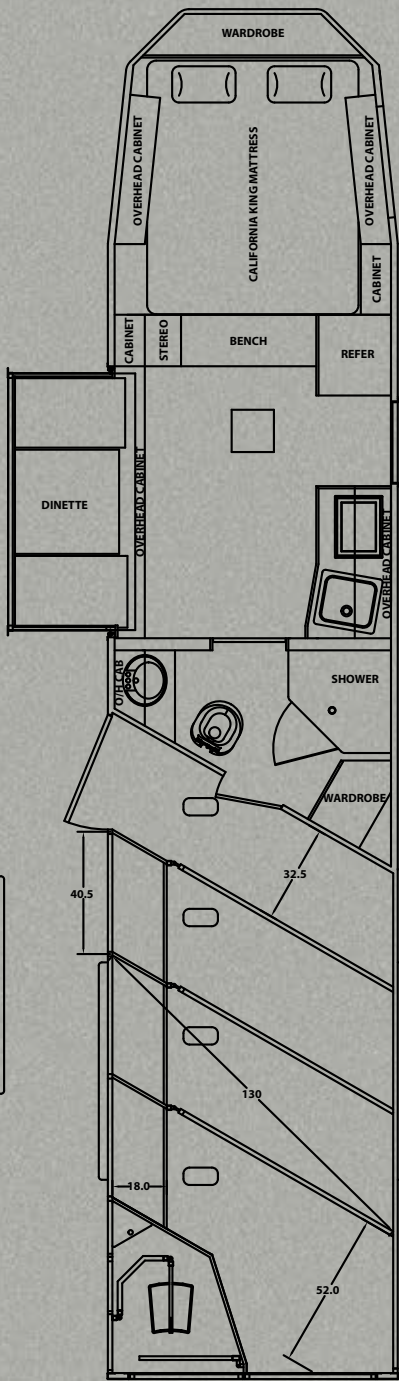 WARDROBE
OVERHEAD CABINET
CALIFORNIA KING MATTRESS
OVERHEAD CABINET
CABINET
CABINET
STEREO
BENCH
REFER
DINETTE
OVERHEAD CABINET
OVERHEAD CABINET
O/H CAB
SHOWER
WARDROBE
32.5
40.5
130
18.0
52.0